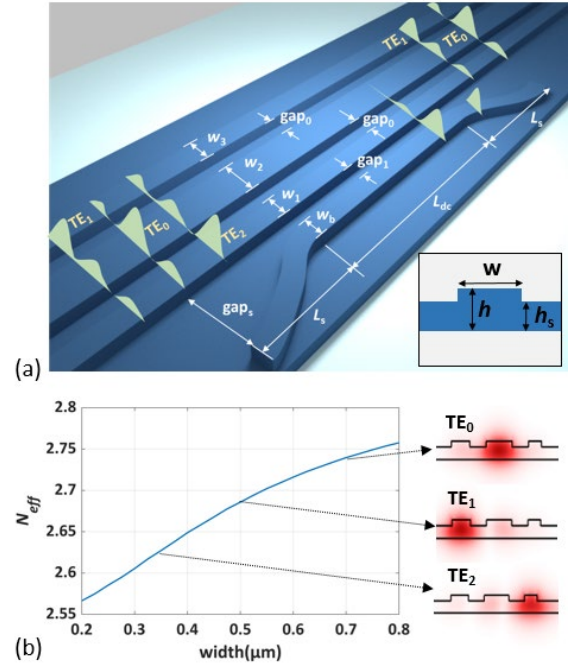 TE1 TE0
gap0
w3 gap0 Ls
w2 gap1
TE1 w1 Ldc
TE0 wb
TE2
w
gaps Ls h hs
(a)
2.8
TE0
2.75
2.7
Neff
TE1
2.65
2.6
TE2
2.55
0.2 0.3 0.4 0.5 0.6 0.7 0.8
(b) width(μm)